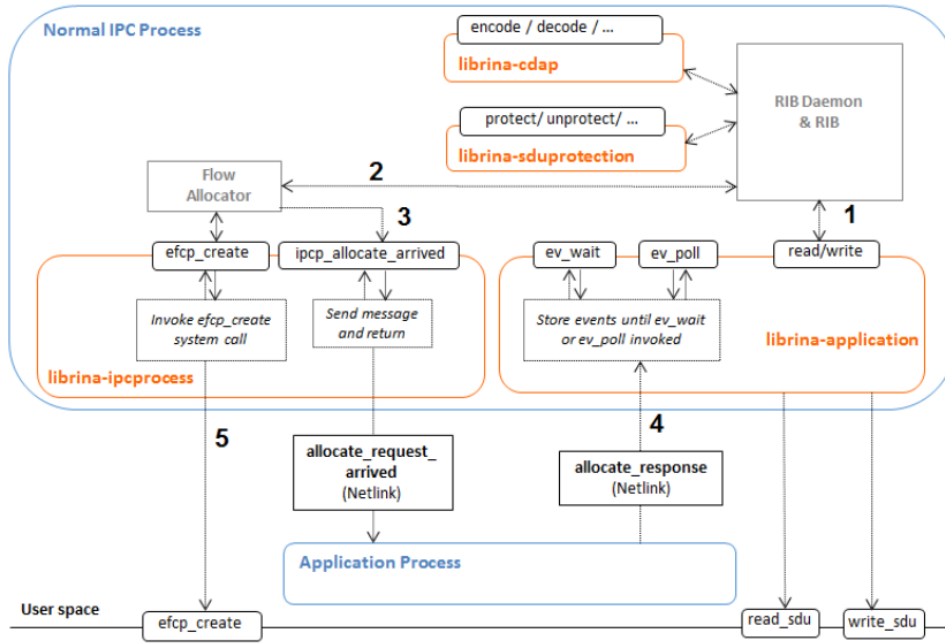 Normal IPC Process
encode / decode / ...
librina-cdap
RIB Daemon
& RIB
protect/ unprotect/ ...
librina-sduprotection
2
Flow
Allocator
3
1
efcp_create
ipcp_allocate_arrived
ev_wait
ev_poll
read/write
Invoke efcp_create
system call
Send message
and return
Store events until ev_wait
or ev_poll invoked
librina-application
librina-ipcprocess
5
4
allocate_request_
arrived
(Netlink)
allocate_response
(Netlink)
Application Process
User space
efcp_create
read_sdu
write_sdu